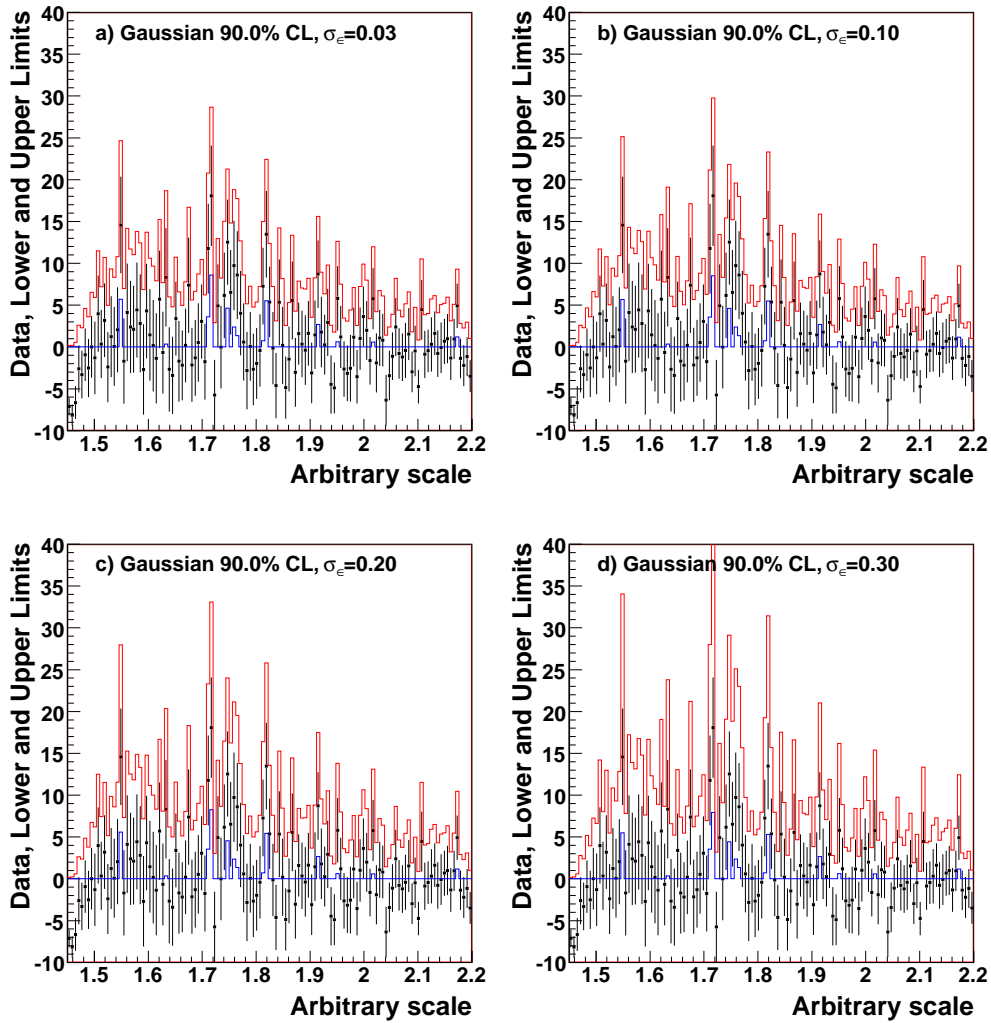 a) Gaussian 90.0% CL, σ∈=0.03
Data, Lower and Upper Limits
40
35
30
25
20
15
10
5
0
-5
-10
1.5 1.6 1.7 1.8 1.9 2 2.1 2.2
Arbitrary scale
b) Gaussian 90.0% CL, σ∈=0.10
Data, Lower and Upper Limits
40
35
30
25
20
15
10
5
0
-5
-10
1.5 1.6 1.7 1.8 1.9 2 2.1 2.2
Arbitrary scale
c) Gaussian 90.0% CL, σ∈=0.20
Data, Lower and Upper Limits
40
35
30
25
20
15
10
5
0
-5
-10
1.5 1.6 1.7 1.8 1.9 2 2.1 2.2
Arbitrary scale
d) Gaussian 90.0% CL, σ∈=0.30
Data, Lower and Upper Limits
40
35
30
25
20
15
10
5
0
-5
-10
1.5 1.6 1.7 1.8 1.9 2 2.1 2.2
Arbitrary scale